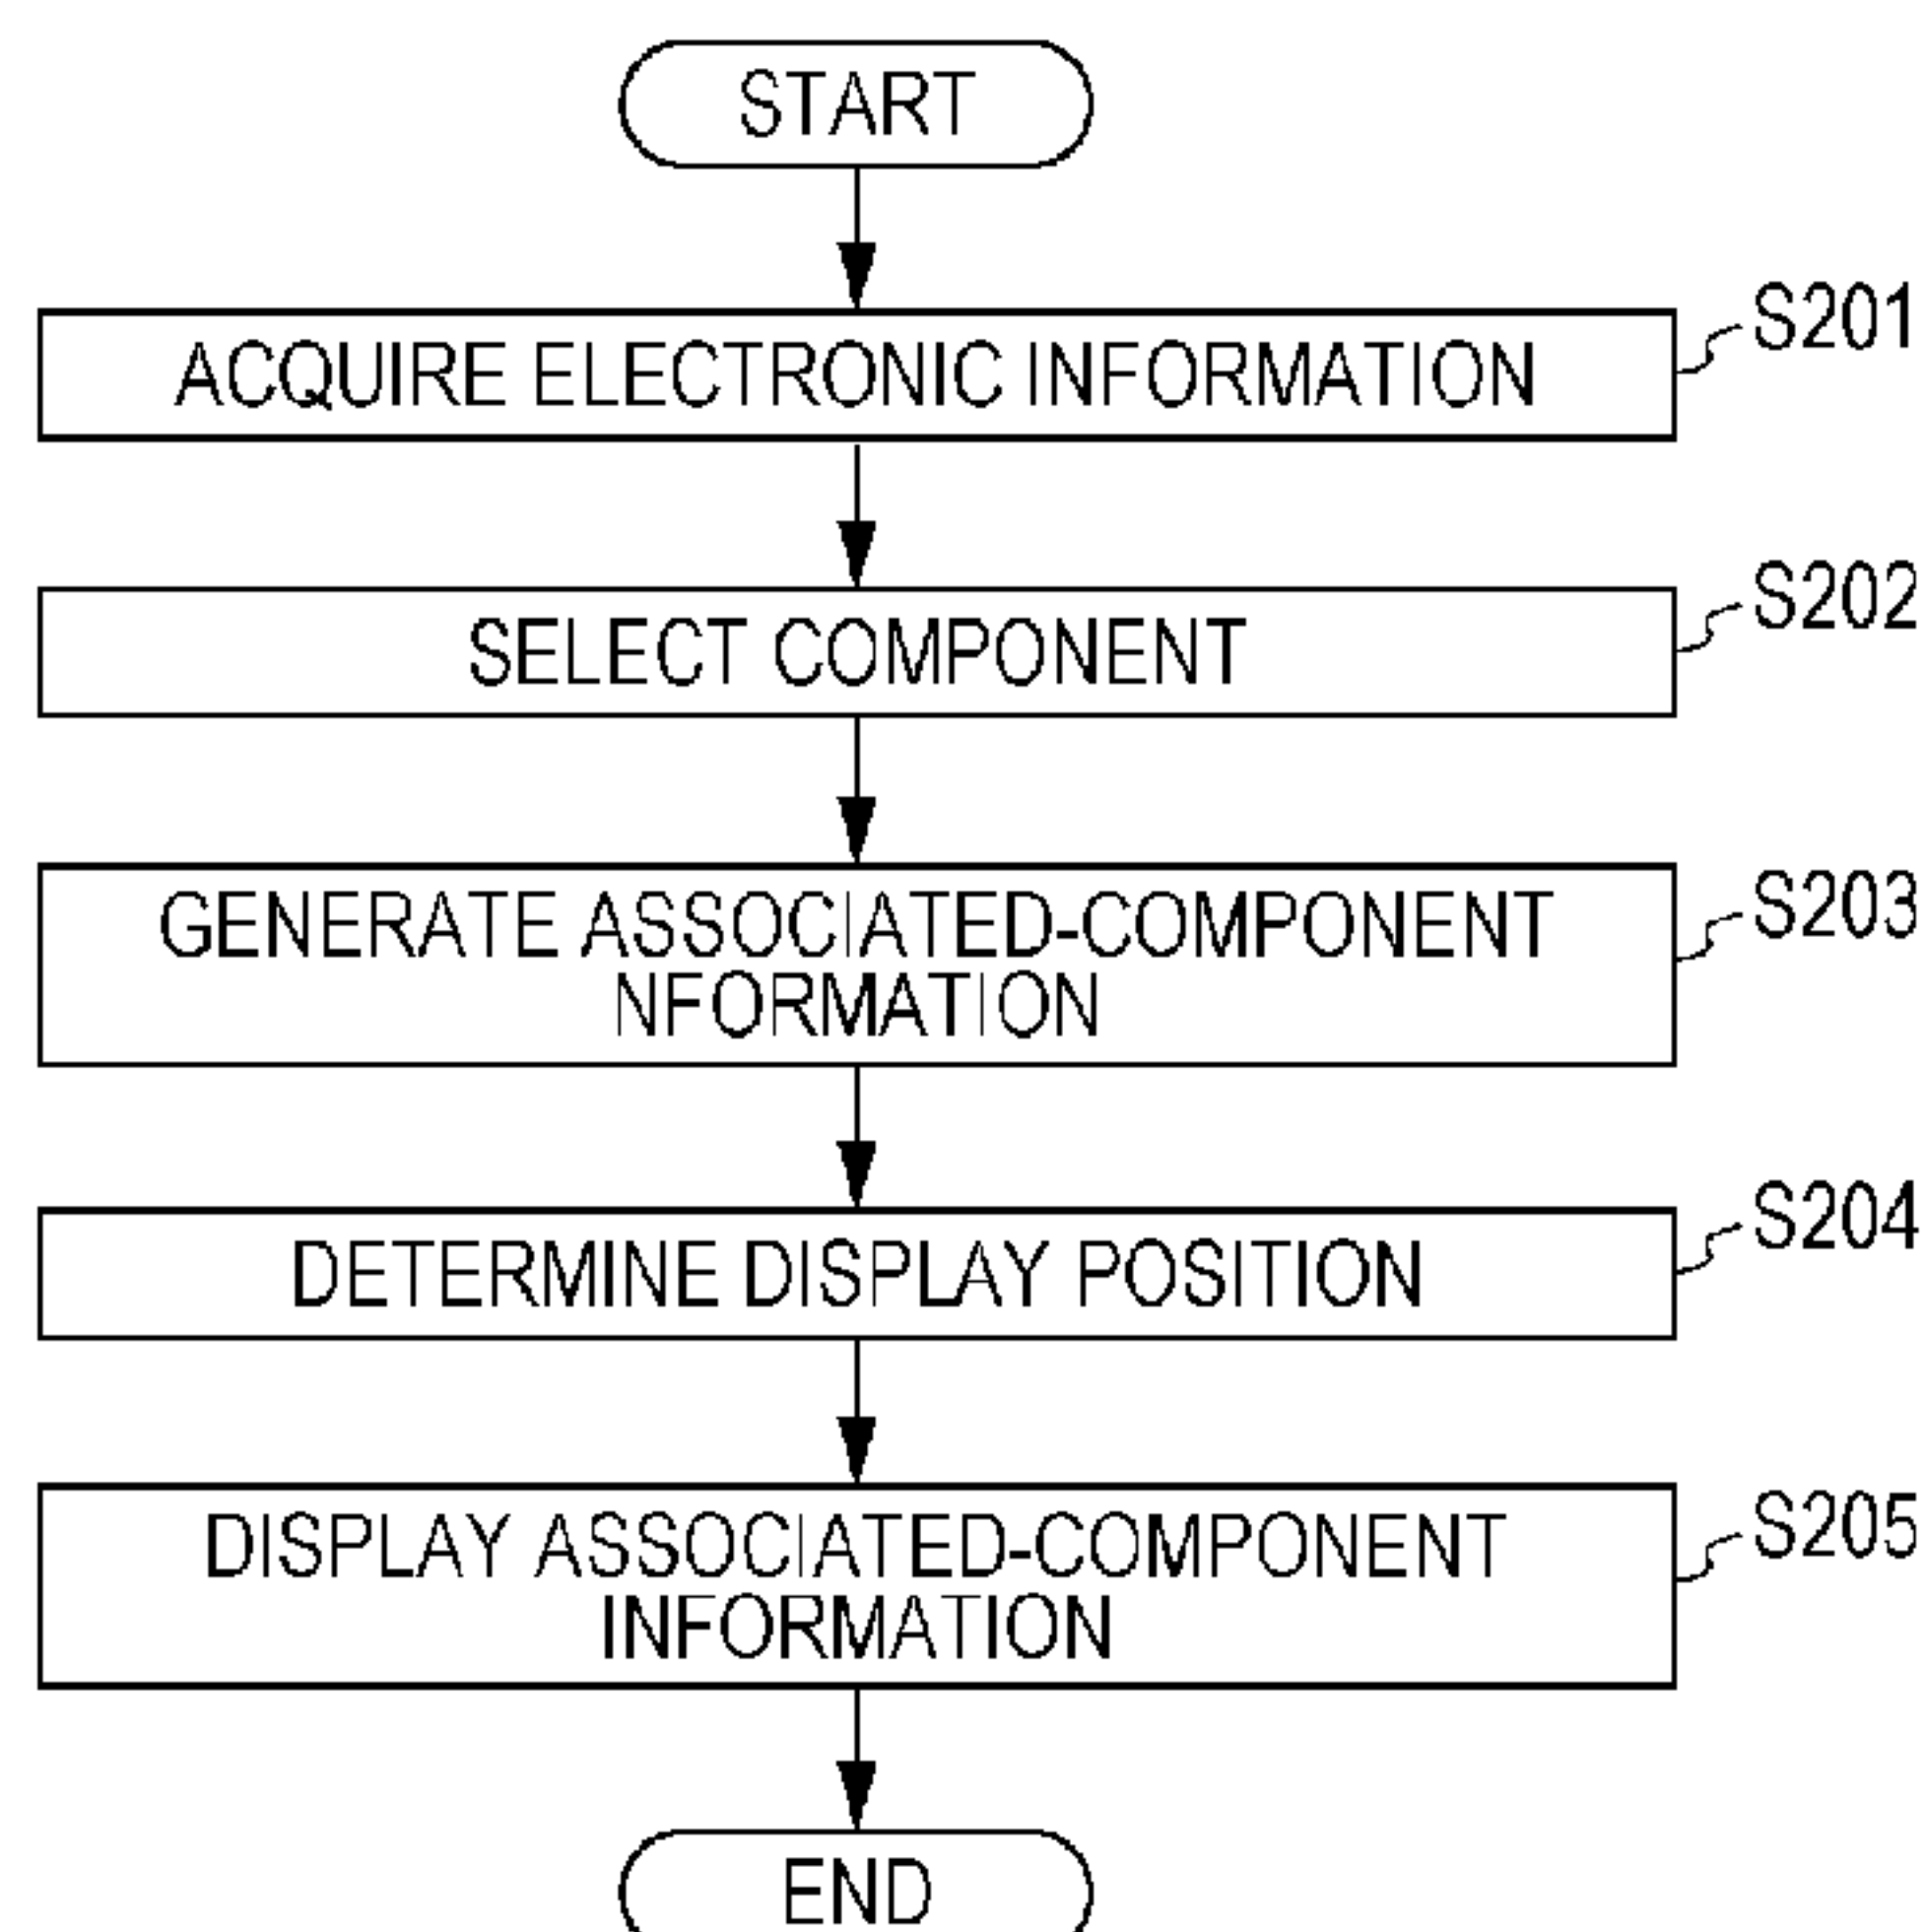 START
ACQUIRE ELECTRONIC INFORMATION
S201
SELECT COMPONENT
S202
GENERATE ASSOCIATED-COMPONENT
NFORMATION
S203
DETERMINE DISPLAY POSITION
S204
DISPLAY ASSOCIATED-COMPONENT
INFORMATION
S205
END